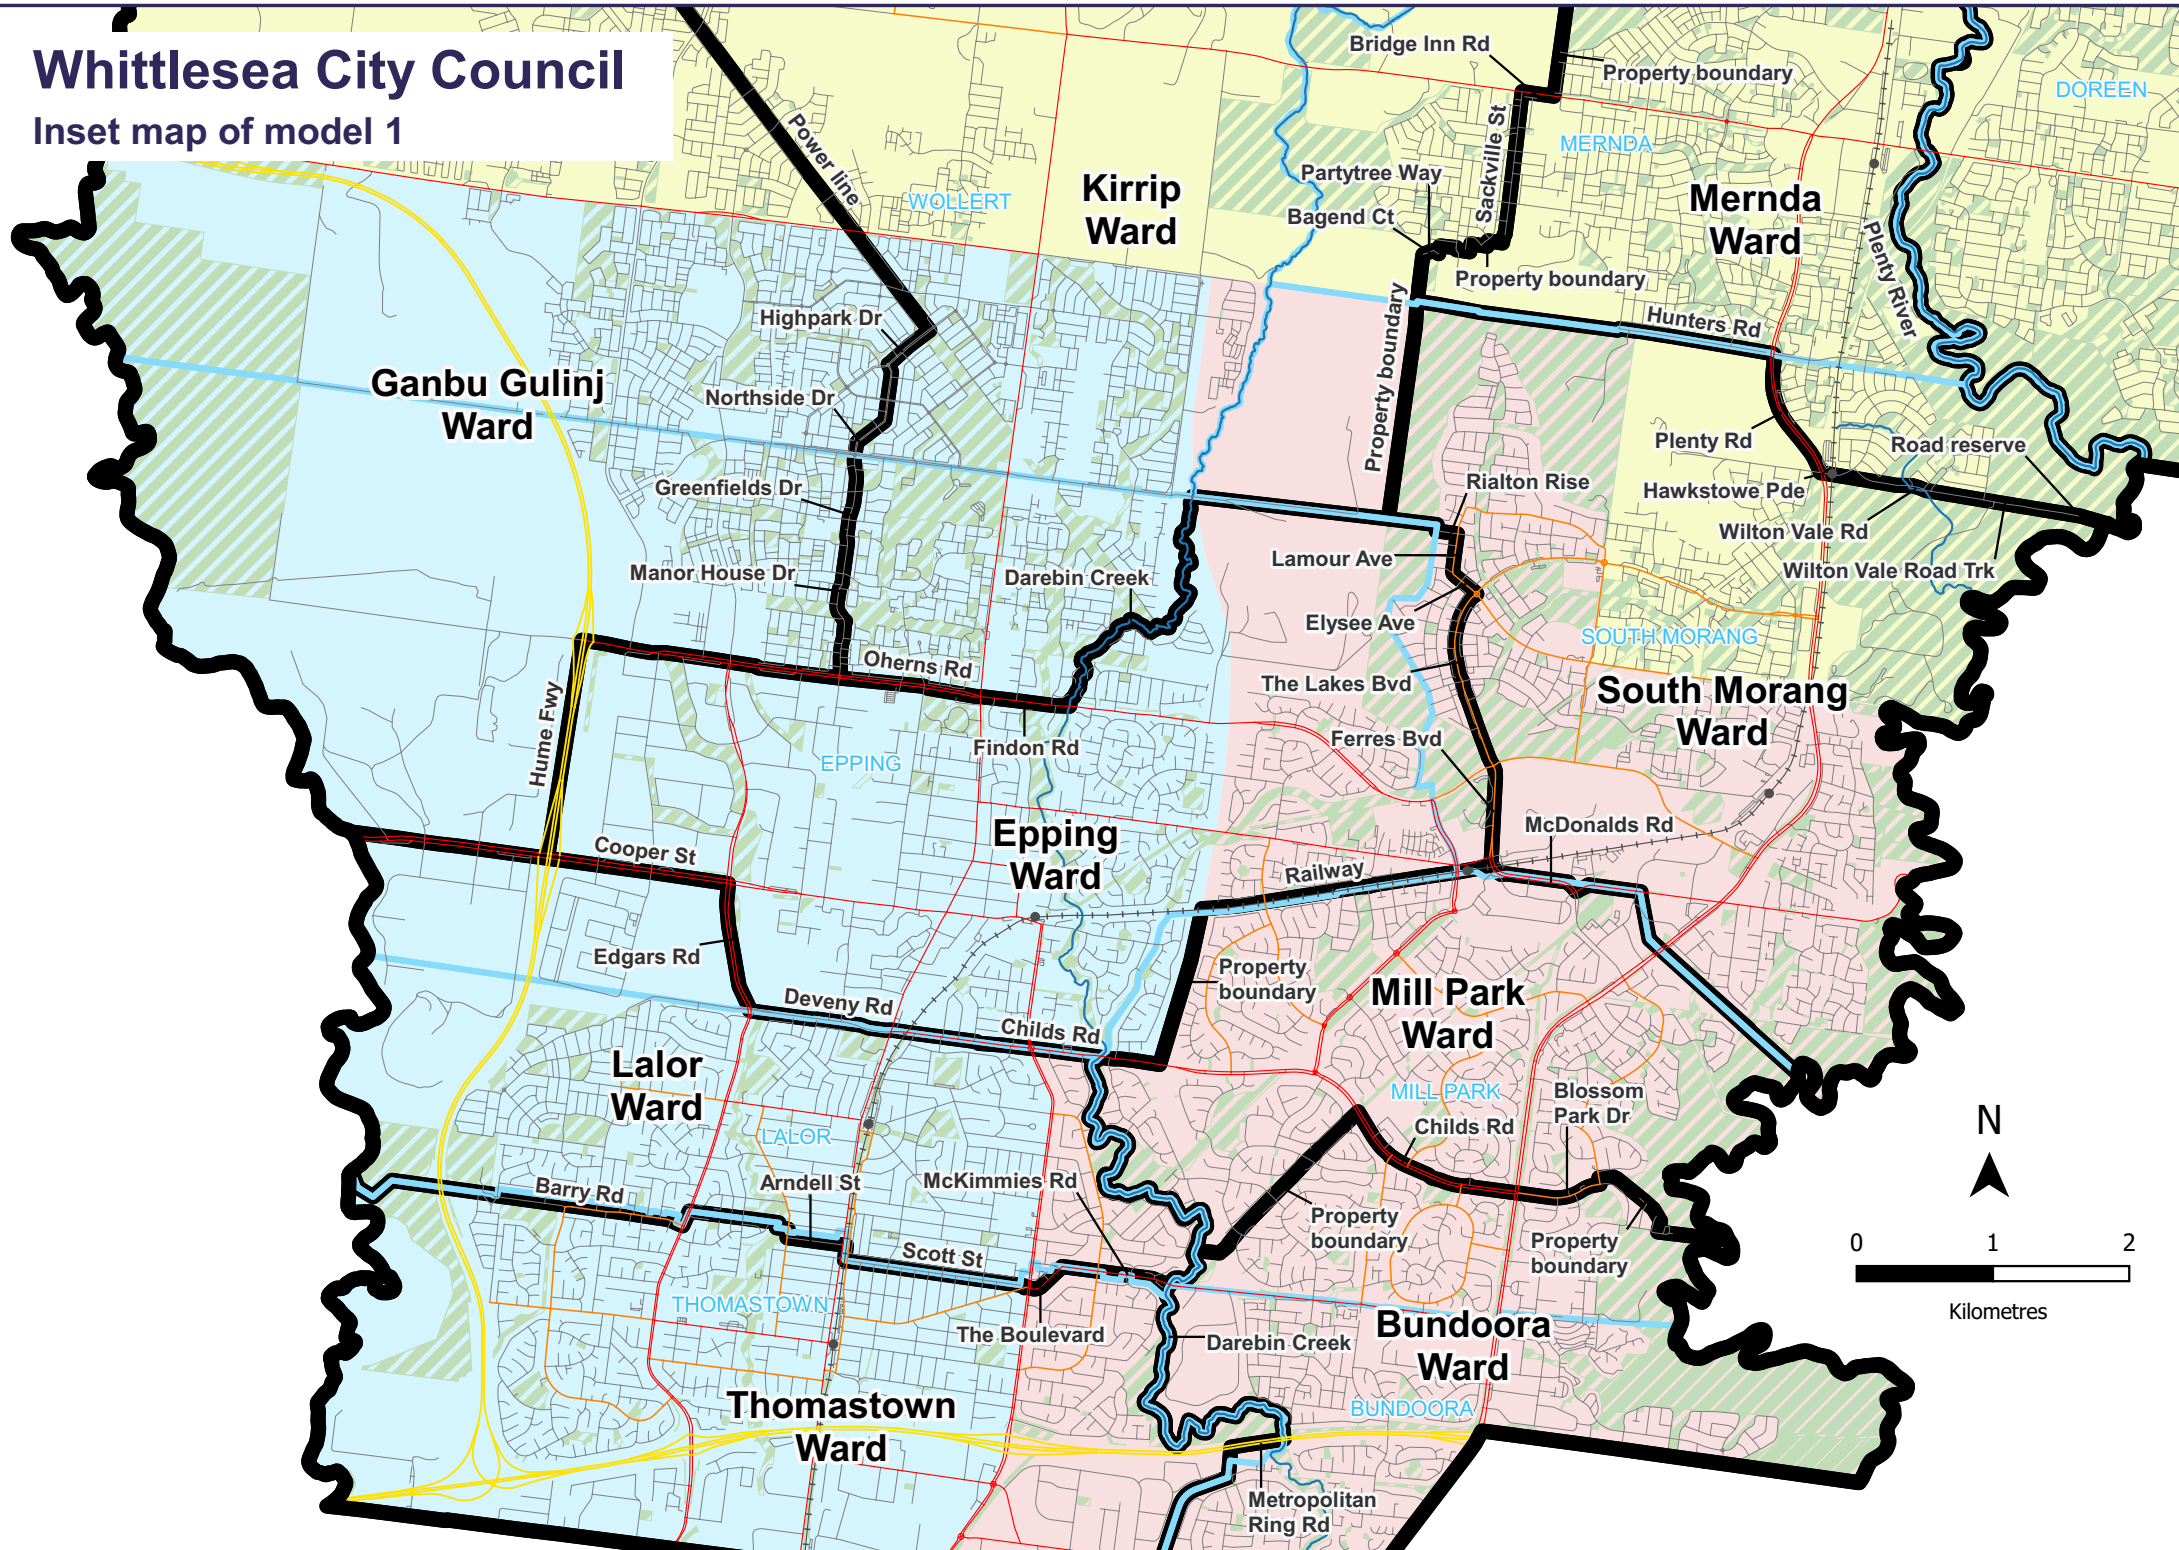 Whittlesea City Council
Inset map of model 1
Bridge Inn Rd
Property boundary
DOREEN
Power line
Sackville St
MERNDA
Partytree Way
WOLLERT
Kirrip
Ward
Mernda
Ward
Bagend Ct
Plenty River
Property boundary
Highpark Dr
Property boundary
Hunters Rd
Ganbu Gulinj
Ward
Northside Dr
Plenty Rd
Road reserve
Greenfields Dr
Rialton Rise
Hawkstowe Pde
Wilton Vale Rd
Manor House Dr
Darebin Creek
Lamour Ave
Wilton Vale Road Trk
Elysee Ave
SOUTH MORANG
Oherns Rd
The Lakes Bvd
South Morang
Ward
Hume Fwy
Findon Rd
Ferres Bvd
EPPING
Epping
Ward
McDonalds Rd
Cooper St
Railway
Edgars Rd
Property
boundary
Mill Park
Ward
Deveny Rd
Childs Rd
Lalor
Ward
MILL PARK
Blossom
Park Dr
Childs Rd
N
LALOR
Barry Rd
Arndell St
McKimmies Rd
Property
boundary
Property
boundary
Scott St
0 1 2
Kilometres
THOMASTOWN
The Boulevard
Darebin Creek
Bundoora
Ward
Thomastown
Ward
BUNDOORA
Metropolitan
Ring Rd